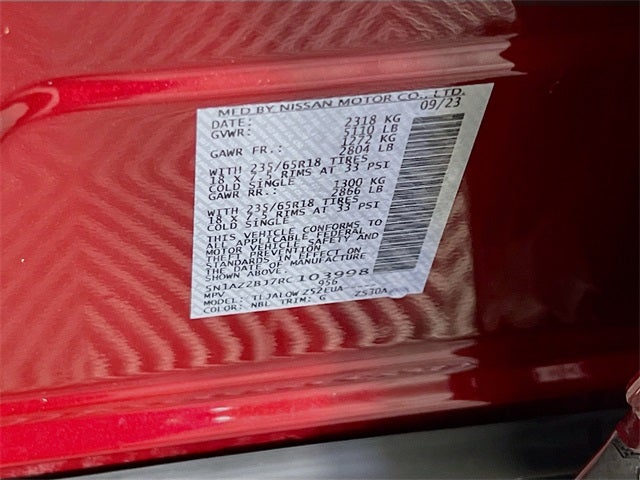 MFD BY NISSAN MOTOR CO., LTD.
DATE: 09/23
GVWR: 2318 KG
5110 LB
GAWR FR.: 1272 KG
2804 LB
WITH 235/65R18 TIRES
18 X 7.5 RIMS AT 33 PSI
COLD SINGLE
GAWR RR.: 1300 KG
2866 LB
WITH 235/65R18 TIRES
18 X 7.5 RIMS AT 33 PSI
COLD SINGLE
THIS VEHICLE CONFORMS TO
ALL APPLICABLE FEDERAL
MOTOR VEHICLE SAFETY AND
THEFT PREVENTION
STANDARDS IN EFFECT ON
THE DATE OF MANUFACTURE
SHOWN ABOVE.
5N1AZ2BJ7RC103998
MPV 956
MODEL: TLJALQWZ52EUA ZS30A
COLOR: NBL TRIM: G